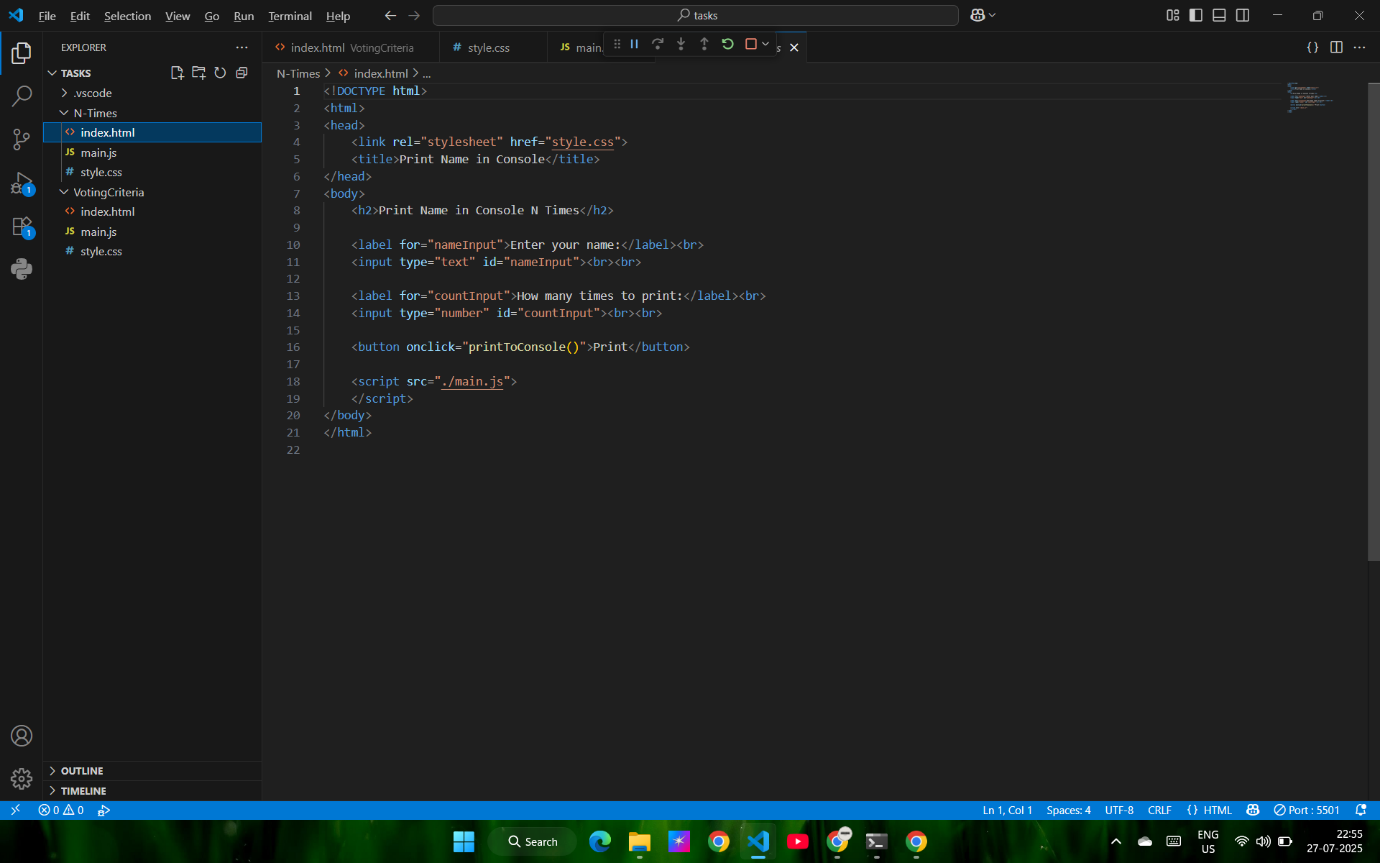 File Edit Selection View Go Run Terminal Help tasks
EXPLORER
TASKS
.vscode
N-Times
index.html
main.js
style.css
VotingCriteria
index.html
main.js
style.css
OUTLINE
TIMELINE
1
1
index.html VotingCriteria style.css main.
N-Times > index.html > ...
1 <!DOCTYPE html>
2 <html>
3 <head>
4 <link rel="stylesheet" href="style.css">
5 <title>Print Name in Console</title>
6 </head>
7 <body>
8 <h2>Print Name in Console N Times</h2>
9
10 <label for="nameInput">Enter your name:</label><br>
11 <input type="text" id="nameInput"><br><br>
12
13 <label for="countInput">How many times to print:</label><br>
14 <input type="number" id="countInput"><br><br>
15
16 <button onclick="printToConsole()">Print</button>
17
18 <script src="./main.js">
19 </script>
20 </body>
21 </html>
22
0 0 Ln 1, Col 1 Spaces: 4 UTF-8 CRLF {} HTML Port : 5501
Search
ENG
US
22:55
27-07-2025